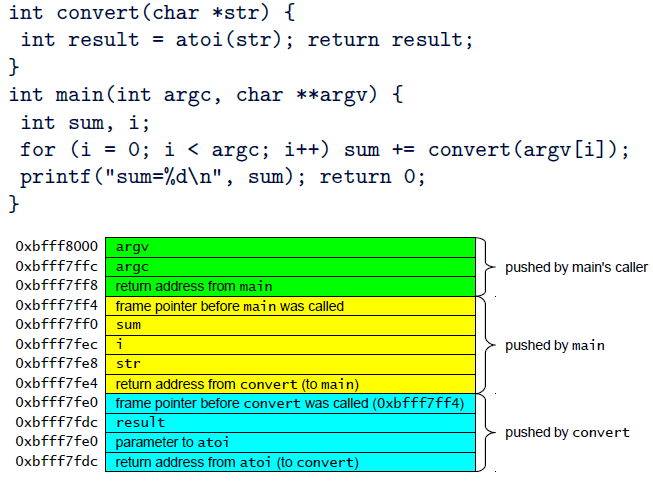 int convert(char *str) {
int result = atoi(str); return result;
}
int main(int argc, char **argv) {
int sum, i;
for (i = 0; i < argc; i++) sum += convert(argv[i]);
printf("sum=%d\n", sum); return 0;
}
0xbfff8000 argv
0xbfff7ffc argc
0xbfff7ff8 return address from main
pushed by main's caller
0xbfff7ff4 frame pointer before main was called
0xbfff7ff0 sum
0xbfff7fec i
0xbfff7fe8 str
0xbfff7fe4 return address from convert (to main)
pushed by main
0xbfff7fe0 frame pointer before convert was called (0xbfff7ff4)
0xbfff7fdc result
0xbfff7fe0 parameter to atoi
0xbfff7fdc return address from atoi (to convert)
pushed by convert